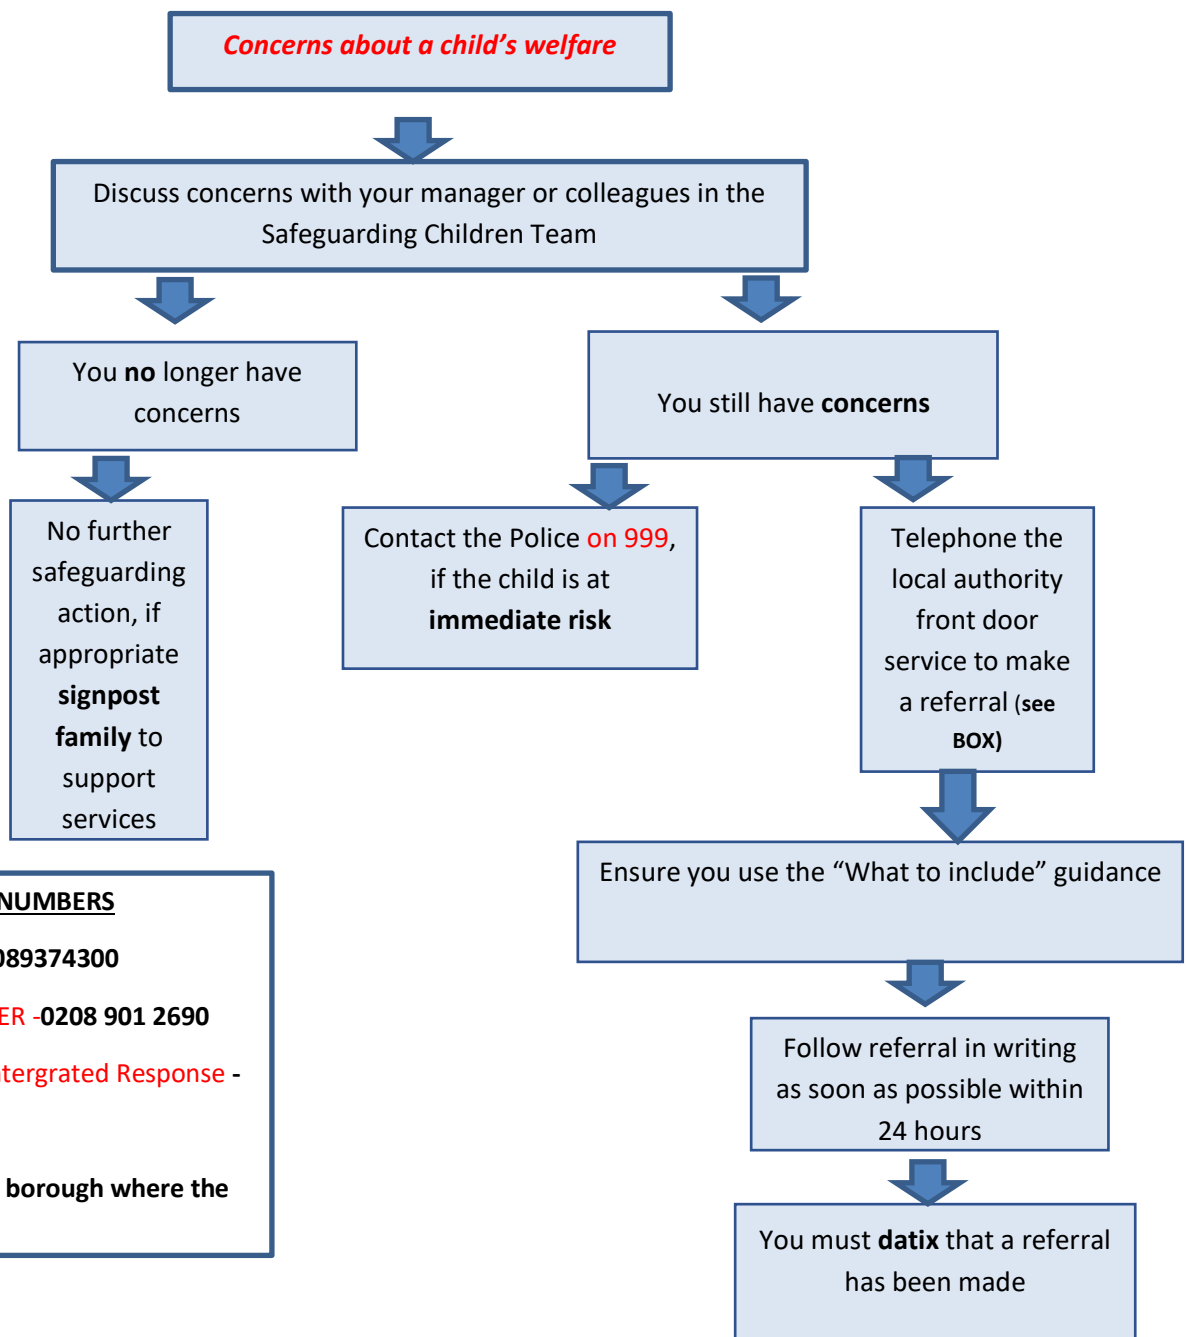 Concerns about a child’s welfare
Discuss concerns with your manager or colleagues in the
Safeguarding Children Team
You no longer have
concerns
You still have concerns
No further
safeguarding
action, if
appropriate
signpost
family to
support
services
Contact the Police on 999,
if the child is at
immediate risk
Telephone the
local authority
front door
service to make
a referral (see
BOX)
Ensure you use the “What to include” guidance
Follow referral in writing
as soon as possible within
24 hours
You must datix that a referral
has been made
NUMBERS
089374300
ER -0208 901 2690
ntergrated Response -
borough where the